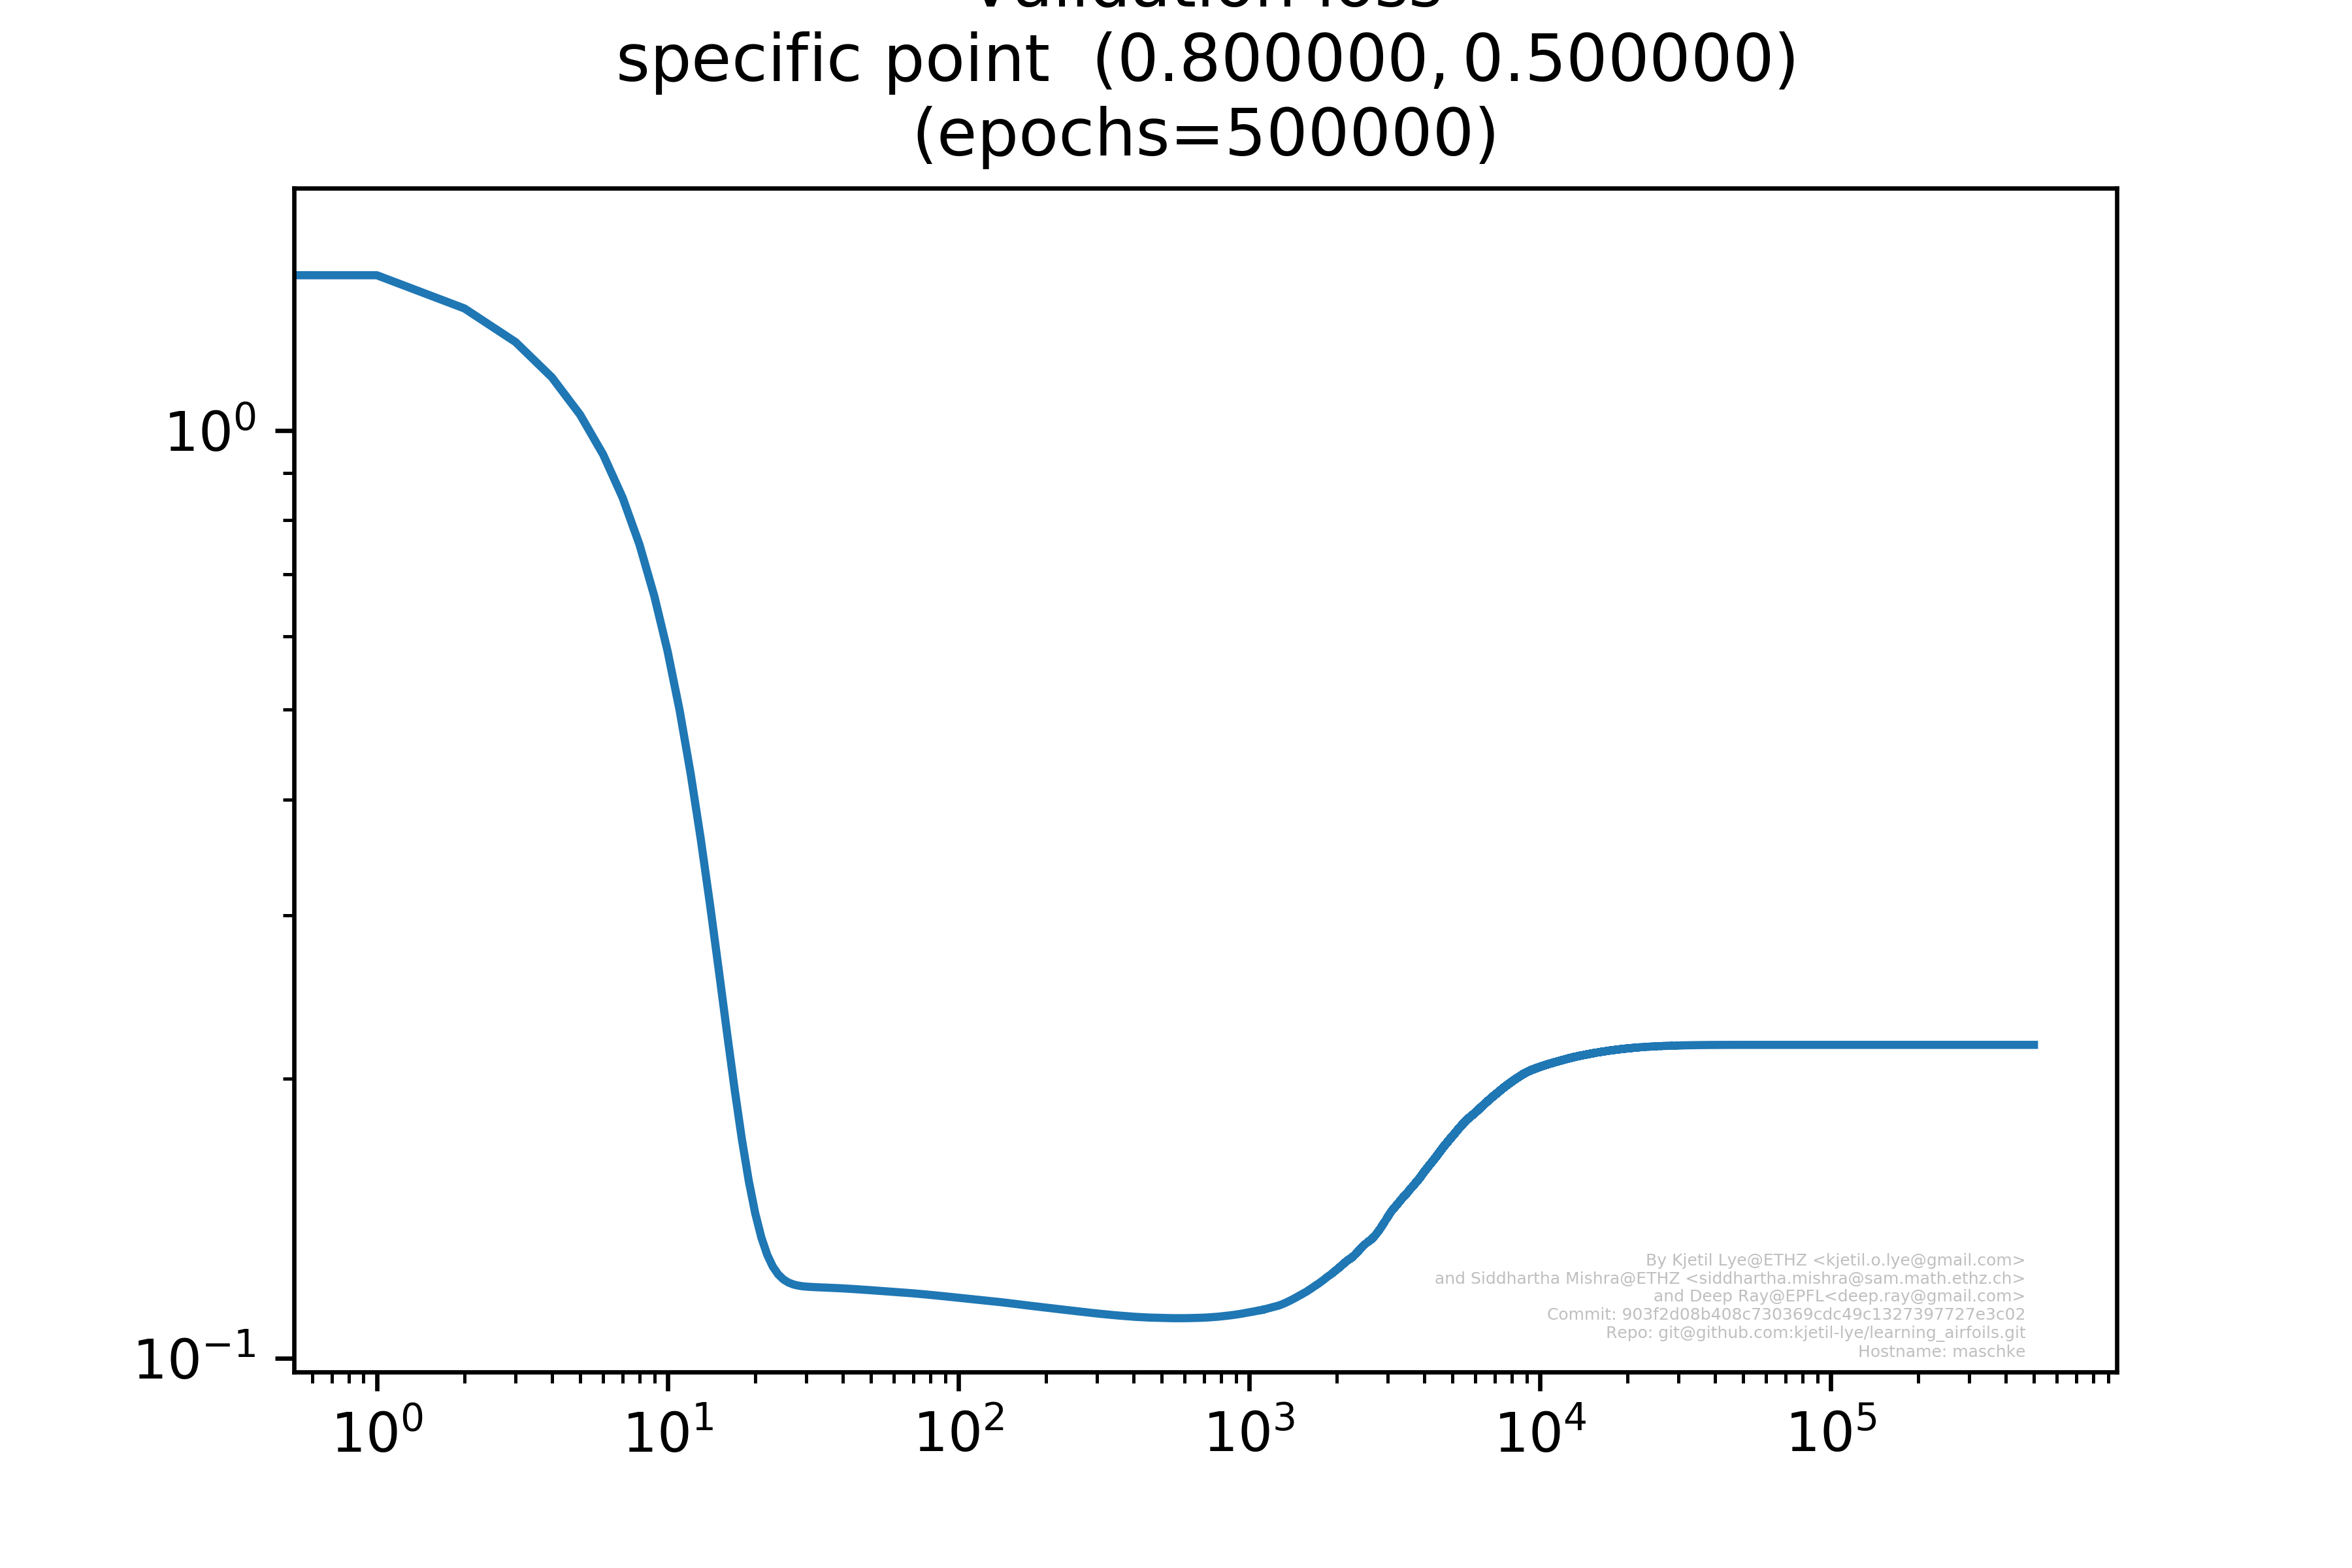 validation loss
specific point (0.800000, 0.500000)
(epochs=500000)
10⁰
10⁻¹
By Kjetil Lye@ETHZ <kjetil.o.lye@gmail.com>
and Siddhartha Mishra@ETHZ <siddhartha.mishra@sam.math.ethz.ch>
and Deep Ray@EPFL<deep.ray@gmail.com>
Commit: 903f2d08b408c730369cdc49c1327397727e3c02
Repo: git@github.com:kjetil-lye/learning_airfoils.git
Hostname: maschke
10⁰ 10¹ 10² 10³ 10⁴ 10⁵